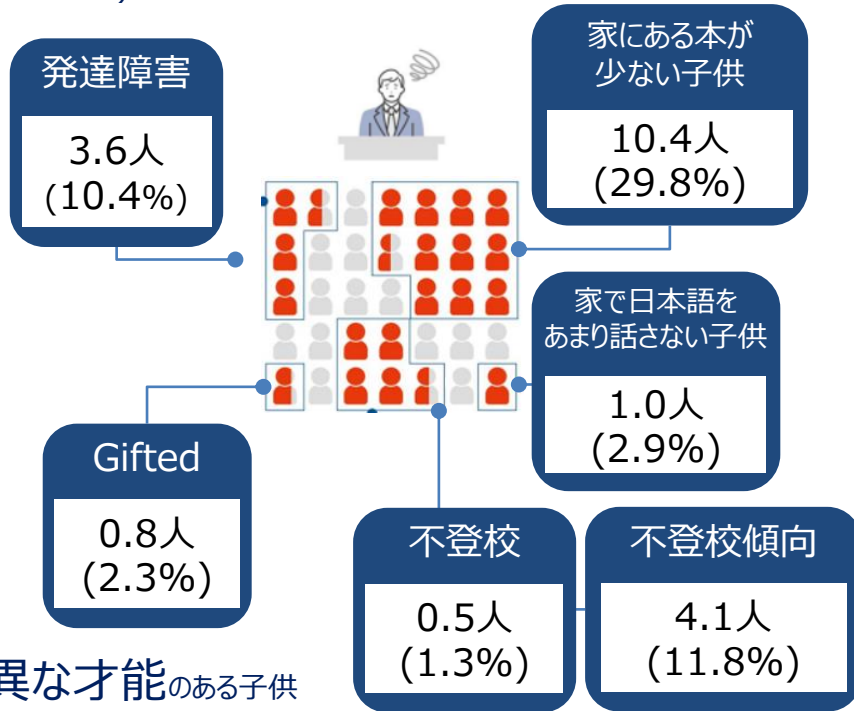 発達障害
3.6人
(10.4%)
家にある本が
少ない子供
10.4人
(29.8%)
家で日本語を
あまり話さない子供
1.0人
(2.9%)
Gifted
0.8人
(2.3%)
不登校
0.5人
(1.3%)
不登校傾向
4.1人
(11.8%)
異な才能のある子供